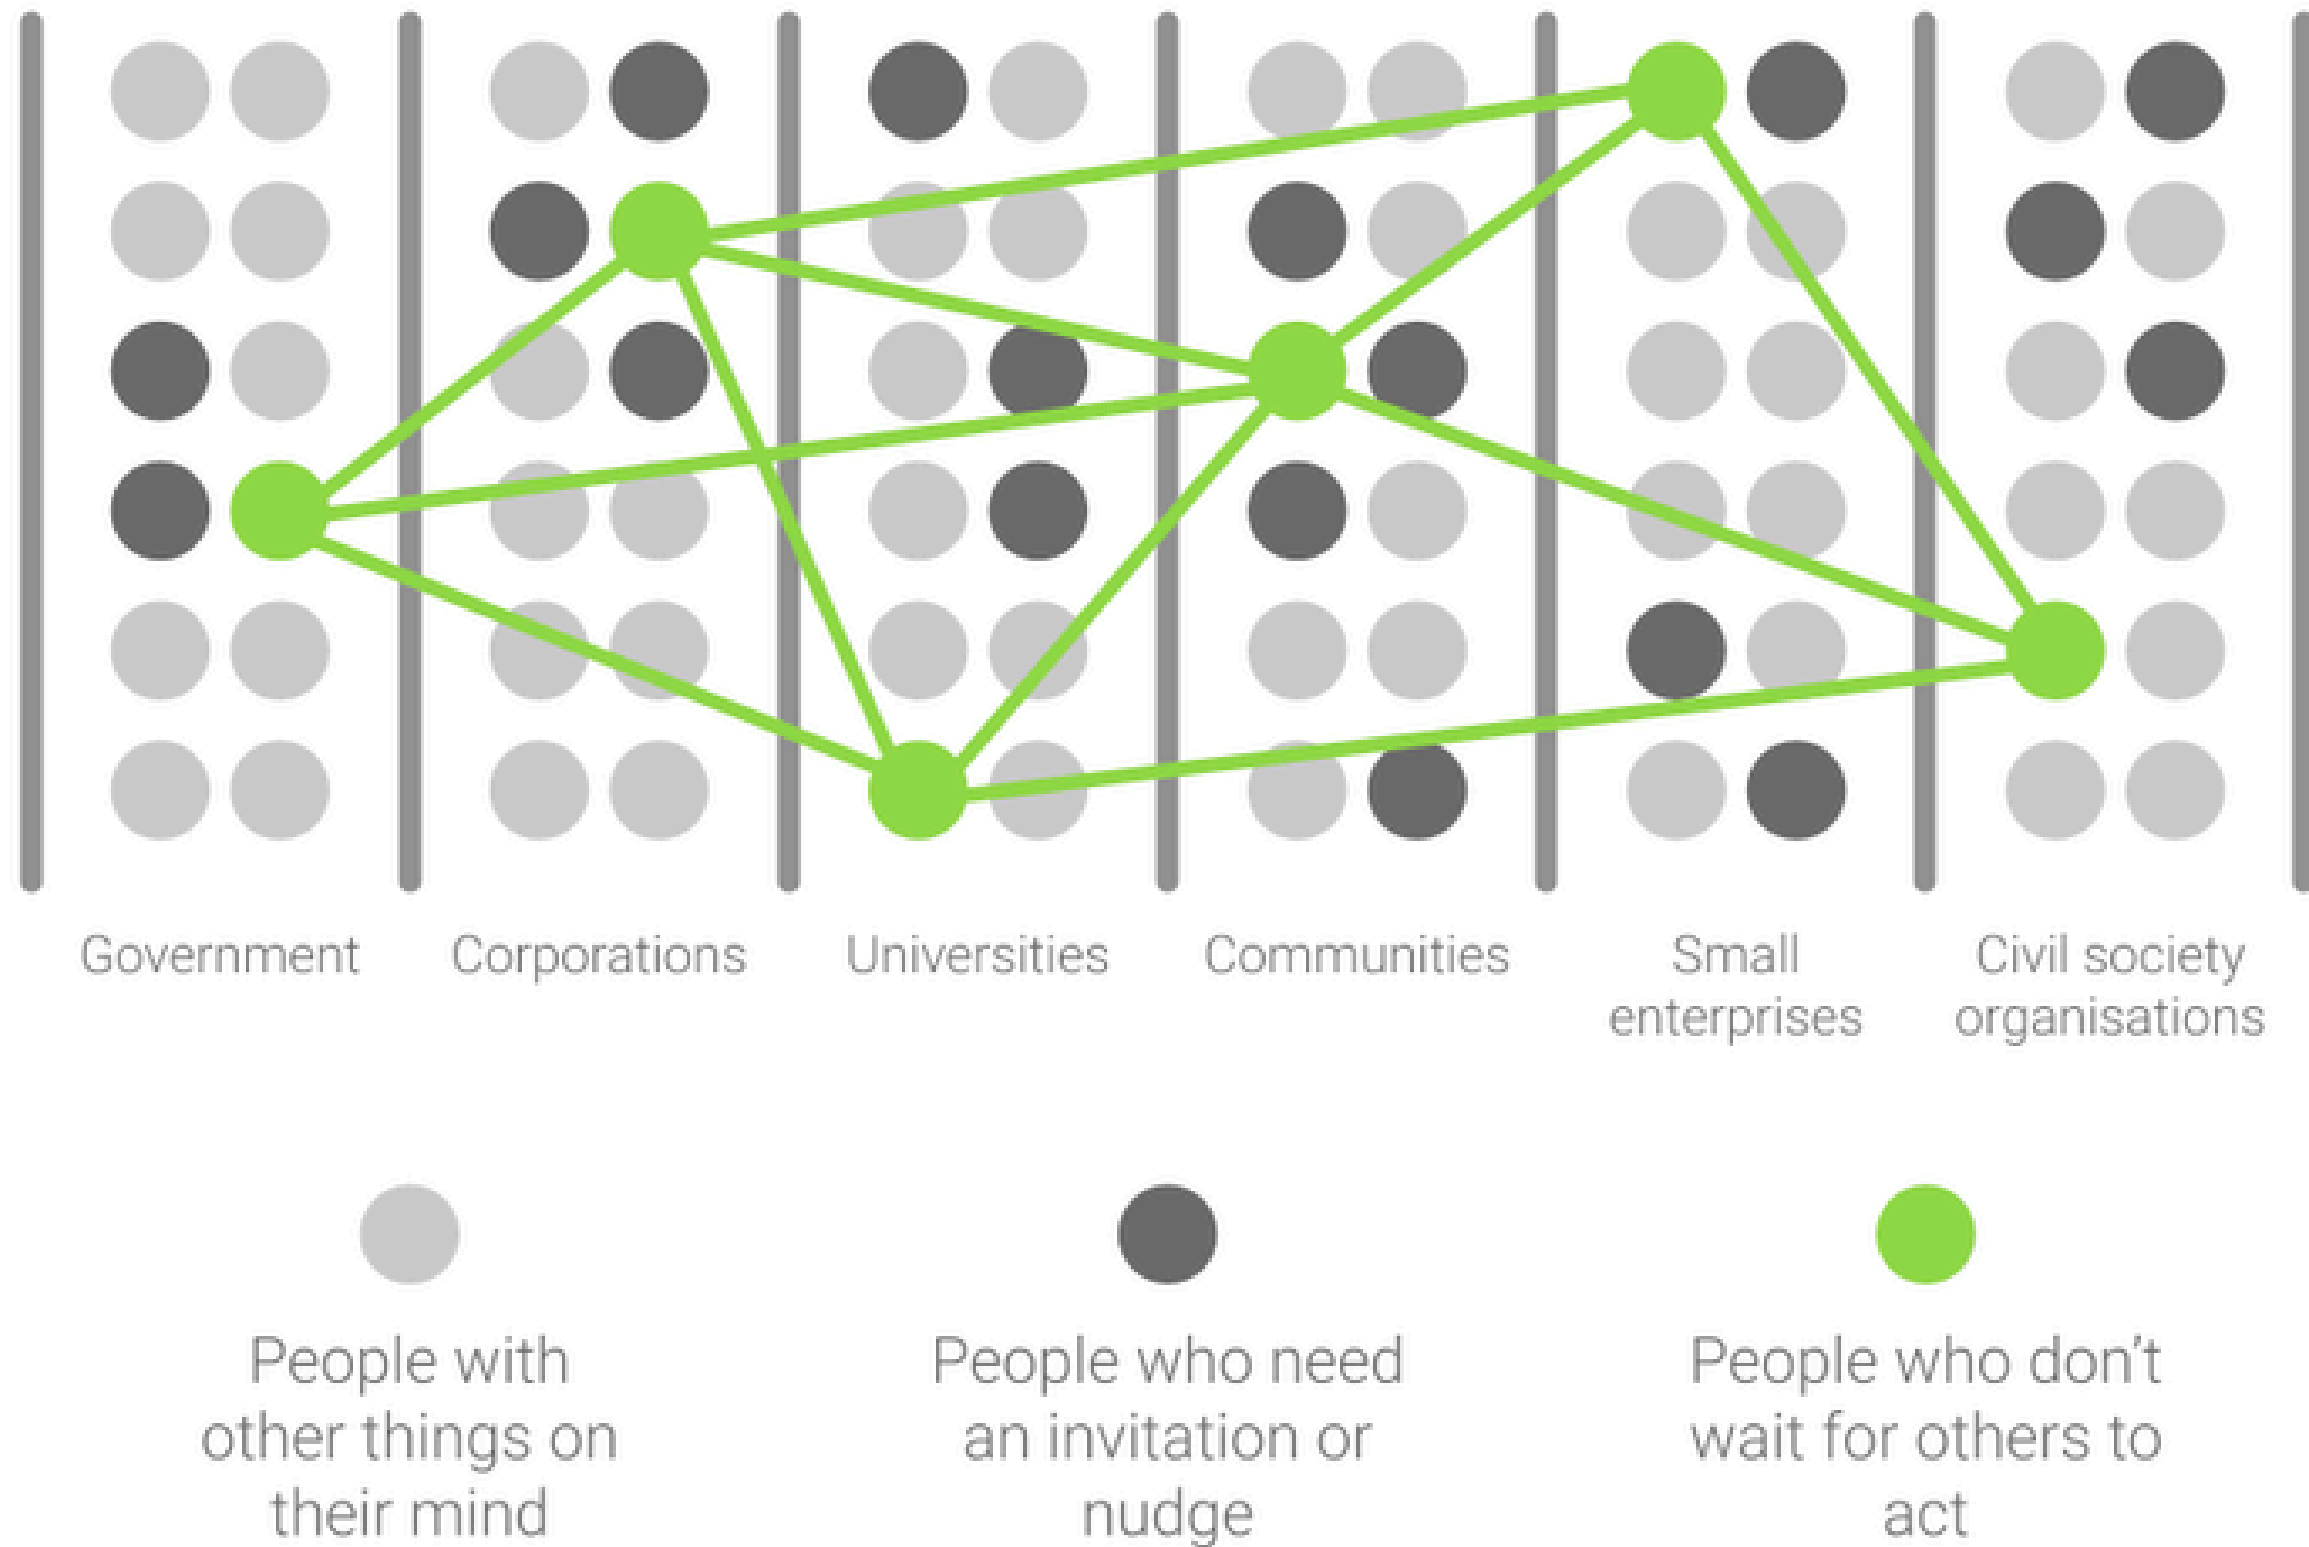 Government
Corporations
Universities
Communities
Small
enterprises
Civil society
organisations
People with
other things on
their mind
People who need
an invitation or
nudge
People who don’t
wait for others to
act